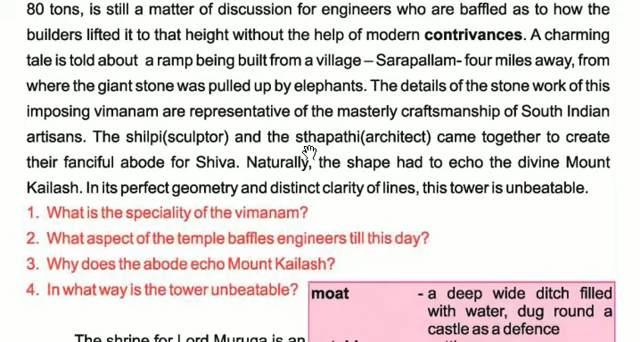 80 tons, is still a matter of discussion for engineers who are baffled as to how the
builders lifted it to that height without the help of modern contrivances. A charming
tale is told about a ramp being built from a village – Sarapallam- four miles away, from
where the giant stone was pulled up by elephants. The details of the stone work of this
imposing vimanam are representative of the masterly craftsmanship of South Indian
artisans. The shilpi(sculptor) and the sthapathi(architect) came together to create
their fanciful abode for Shiva. Naturally, the shape had to echo the divine Mount
Kailash. In its perfect geometry and distinct clarity of lines, this tower is unbeatable.
1. What is the speciality of the vimanam?
2. What aspect of the temple baffles engineers till this day?
3. Why does the abode echo Mount Kailash?
4. In what way is the tower unbeatable?
moat - a deep wide ditch filled
with water, dug round a
castle as a defence
The shrine for Lord Muruga is an